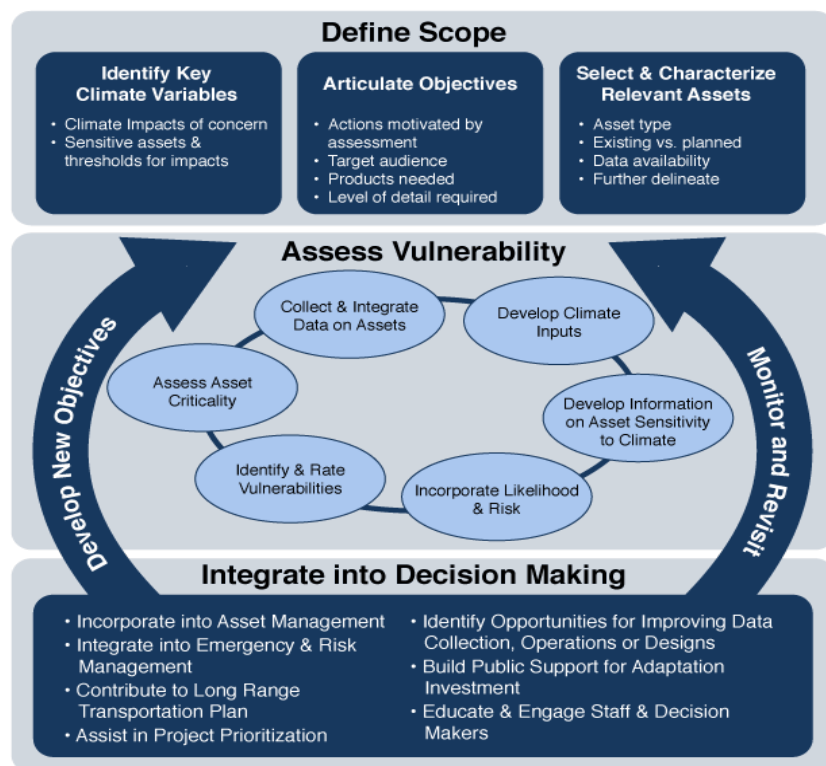 Define Scope
Identify Key
Climate Variables
• Climate Impacts of concern
• Sensitive assets &
thresholds for impacts
Articulate Objectives
• Actions motivated by
assessment
• Target audience
• Products needed
• Level of detail required
Select & Characterize
Relevant Assets
• Asset type
• Existing vs. planned
• Data availability
• Further delineate
Assess Vulnerability
Collect & Integrate
Data on Assets
Develop Climate
Inputs
Assess Asset
Criticality
Develop Information
on Asset Sensitivity
to Climate
Identify & Rate
Vulnerabilities
Incorporate Likelihood
& Risk
Develop New Objectives
Monitor and Revisit
Integrate into Decision Making
• Incorporate into Asset Management
• Integrate into Emergency & Risk
Management
• Contribute to Long Range
Transportation Plan
• Assist in Project Prioritization
• Identify Opportunities for Improving Data
Collection, Operations or Designs
• Build Public Support for Adaptation
Investment
• Educate & Engage Staff & Decision
Makers